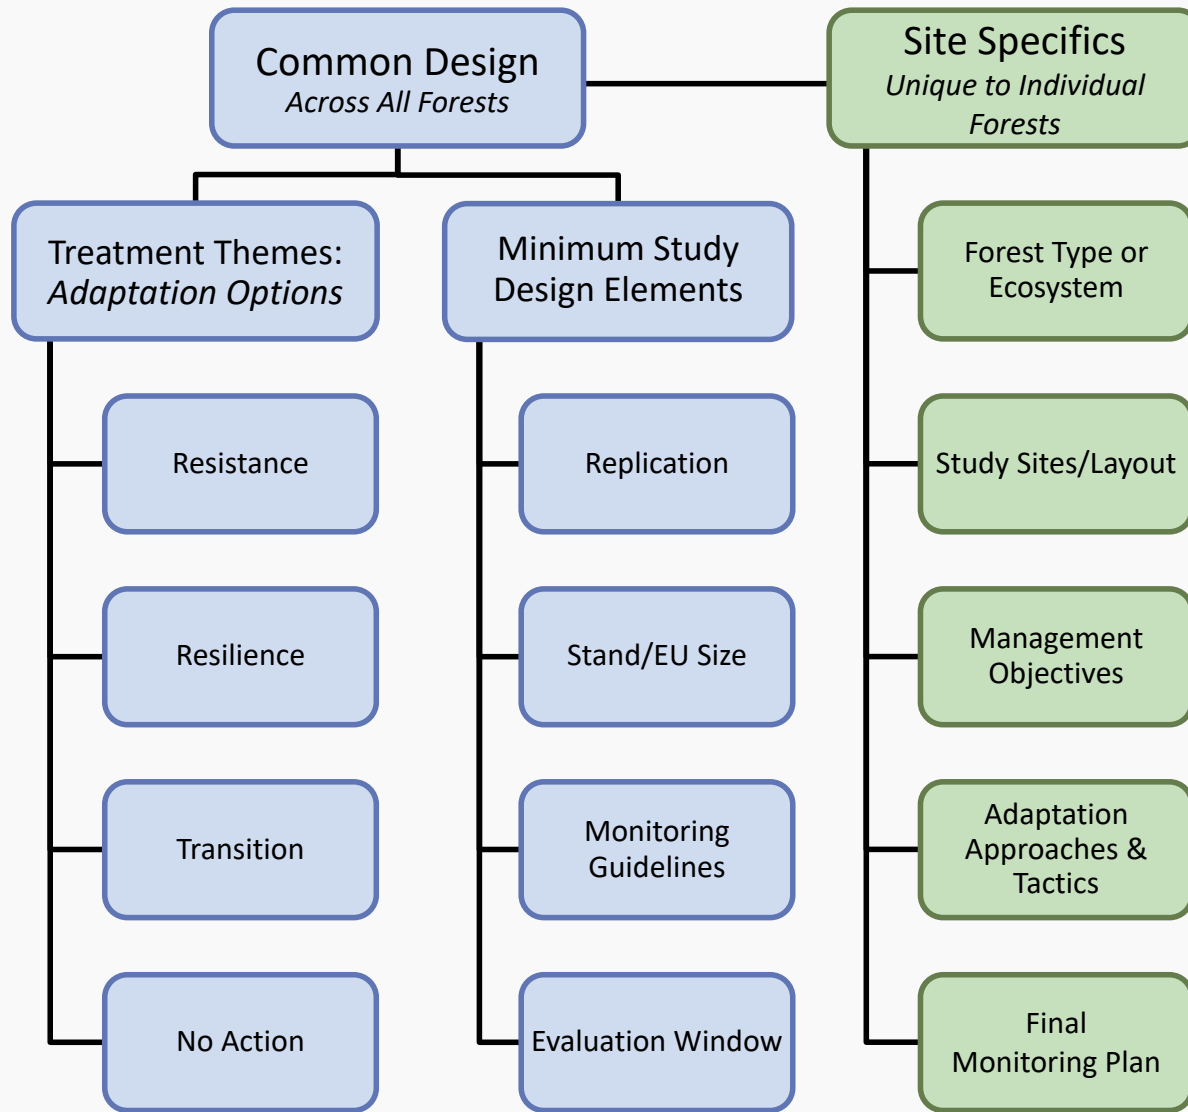 Common Design
Across All Forests
Site Specifics
Unique to Individual
Forests
Treatment Themes:
Adaptation Options
Minimum Study
Design Elements
Forest Type or
Ecosystem
Resistance
Replication
Study Sites/Layout
Resilience
Stand/EU Size
Management
Objectives
Transition
Monitoring
Guidelines
Adaptation
Approaches &
Tactics
No Action
Evaluation Window
Final
Monitoring Plan